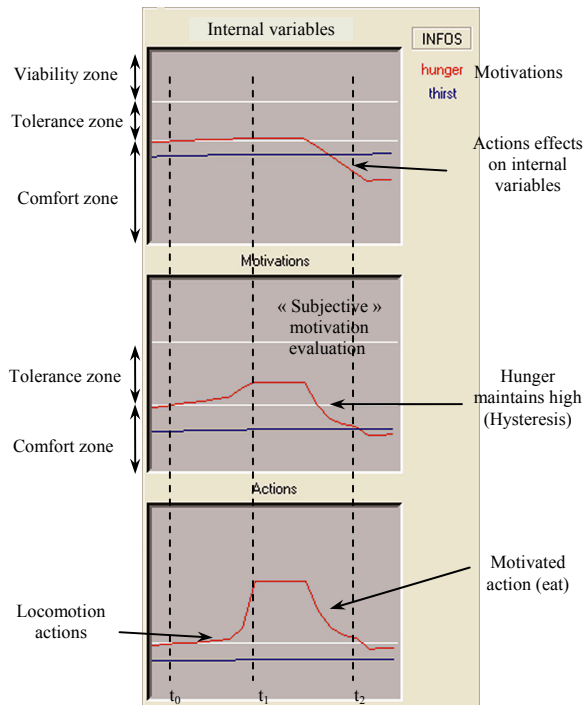 Internal variables
INFOS
hunger
thirst
Motivations
Viability zone
Tolerance zone
Comfort zone
Actions effects
on internal
variables
Motivations
« Subjective »
motivation
evaluation
Tolerance zone
Comfort zone
Hunger
maintains high
(Hysteresis)
Actions
Locomotion
actions
Motivated
action (eat)
t0
t1
t2